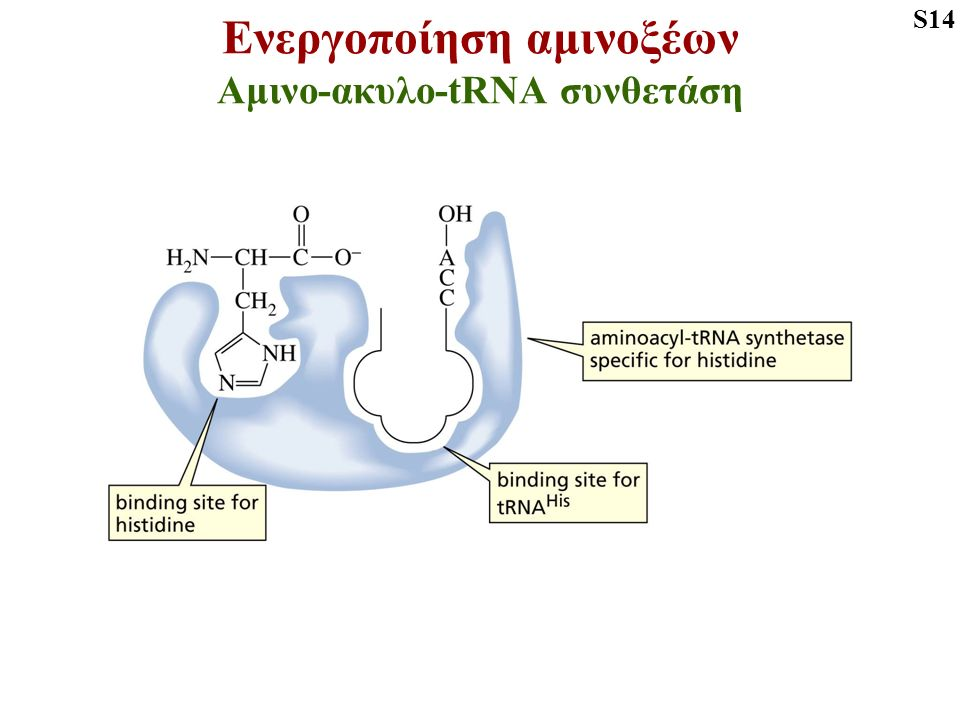 S14
Ενεργοποίηση αμινοξέων
Αμινο-ακυλο-tRNA συνθετάση
O
OH
H2N—CH—C—O–
A
C
C
CH2
NH
N
aminoacyl-tRNA synthetase
specific for histidine
binding site for
tRNAHis
binding site for
histidine